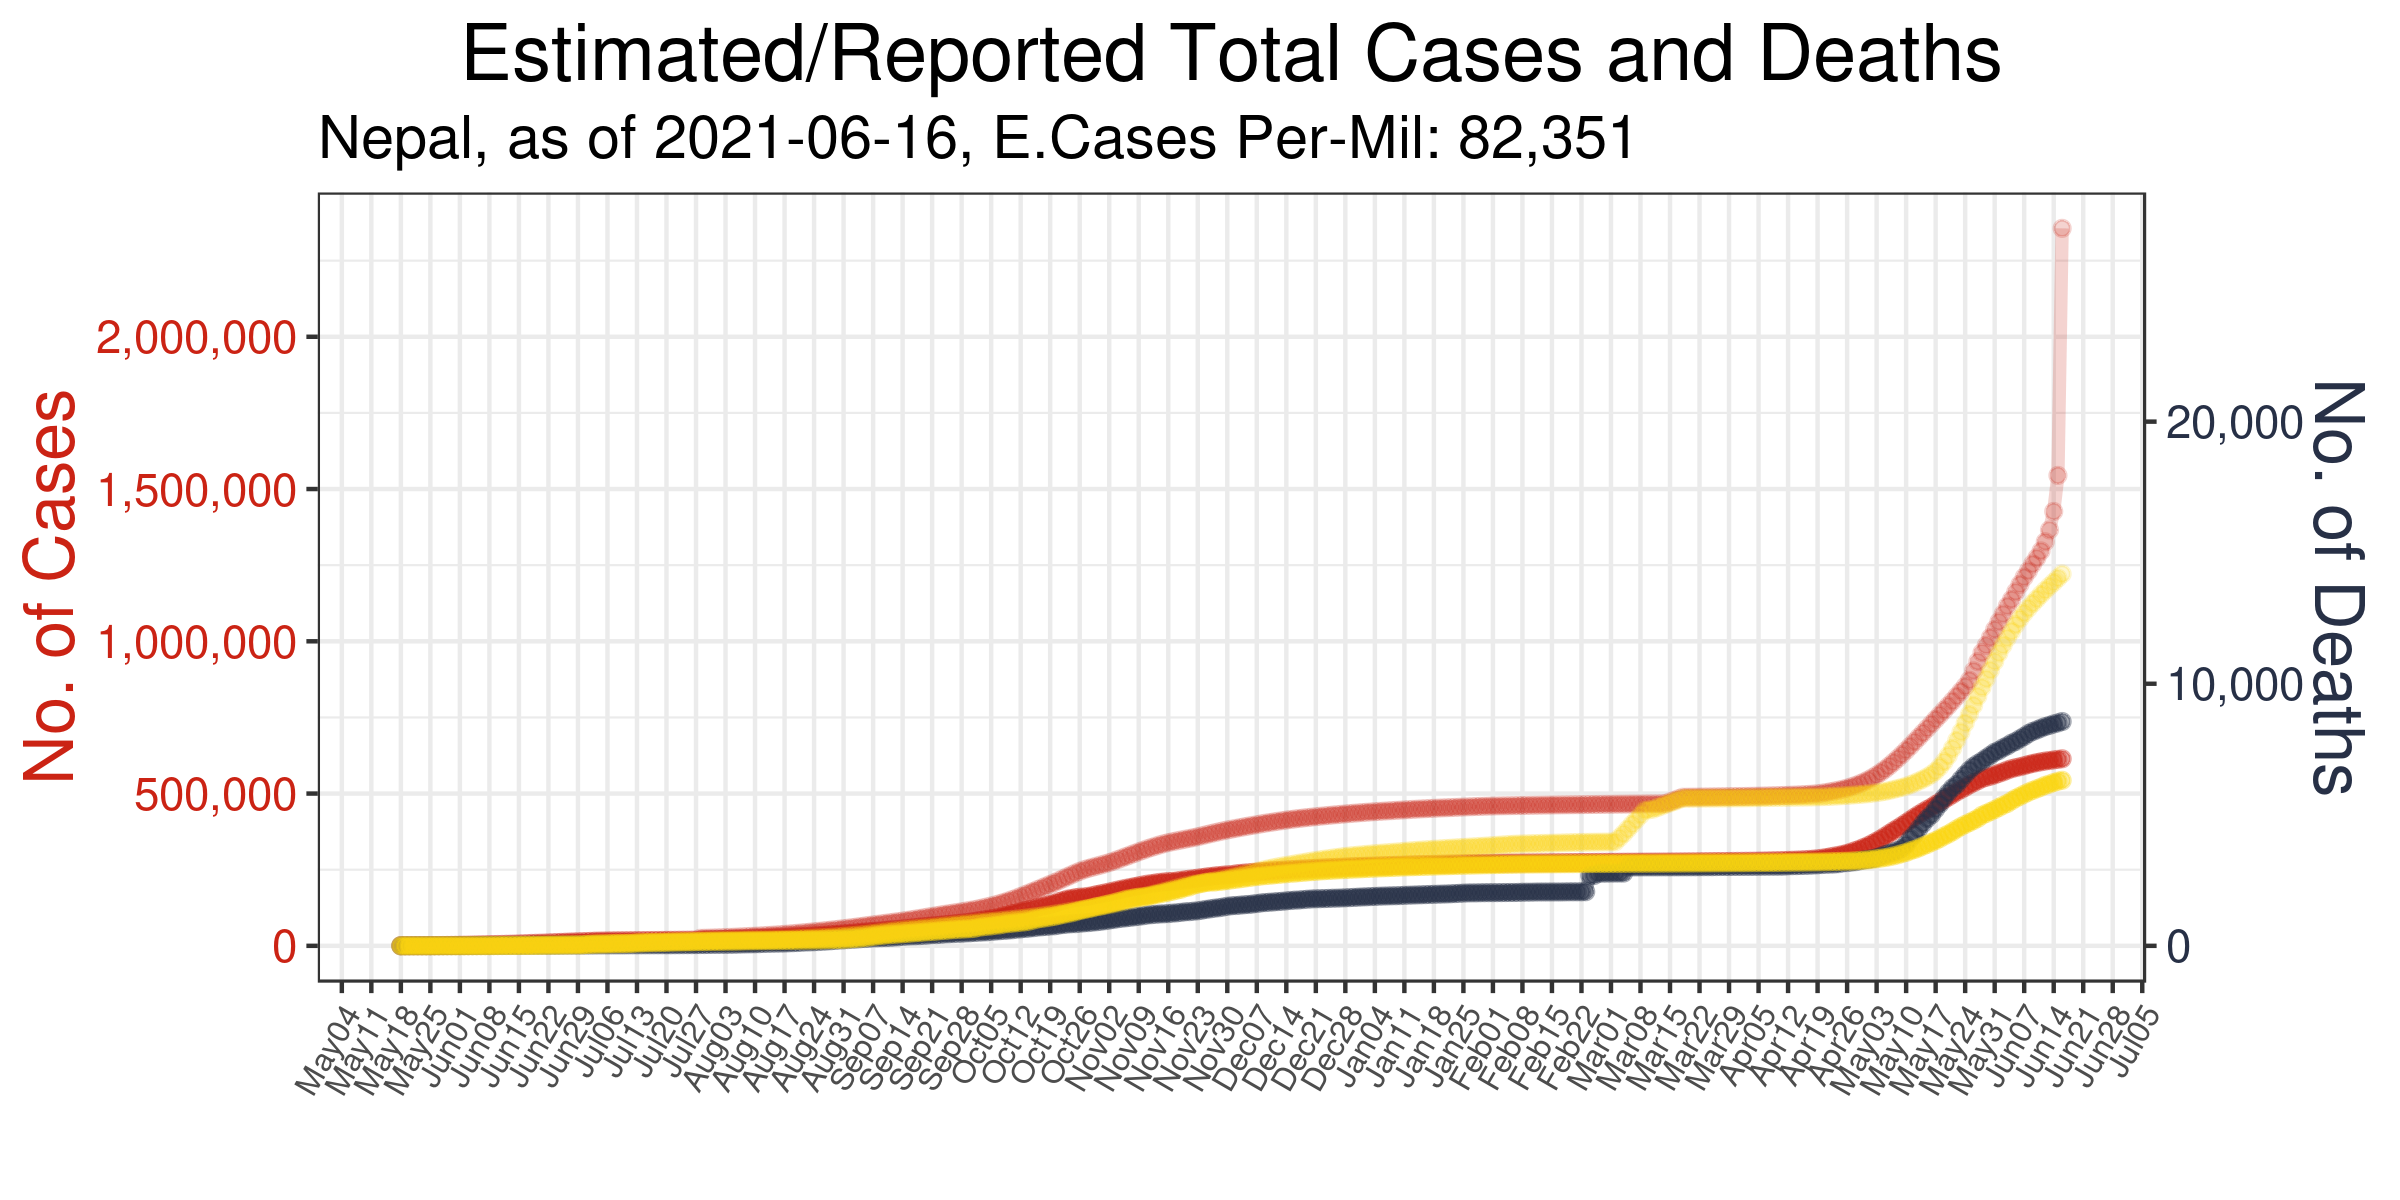 Estimated/Reported Total Cases and Deaths
Nepal, as of 2021-06-16, E.Cases Per-Mil: 82,351
No. of Cases
2,000,000
1,500,000
1,000,000
500,000
0
20,000
10,000
0
No. of Deaths
May04
May11
May18
May25
Jun01
Jun08
Jun15
Jun22
Jun29
Jul06
Jul13
Jul20
Jul27
Aug03
Aug10
Aug17
Aug24
Aug31
Sep07
Sep14
Sep21
Sep28
Oct05
Oct12
Oct19
Oct26
Nov02
Nov09
Nov16
Nov23
Nov30
Dec07
Dec14
Dec21
Dec28
Jan04
Jan11
Jan18
Jan25
Feb01
Feb08
Feb15
Feb22
Mar01
Mar08
Mar15
Mar22
Mar29
Apr05
Apr12
Apr19
Apr26
May03
May10
May17
May24
May31
Jun07
Jun14
Jun21
Jun28
Jul05